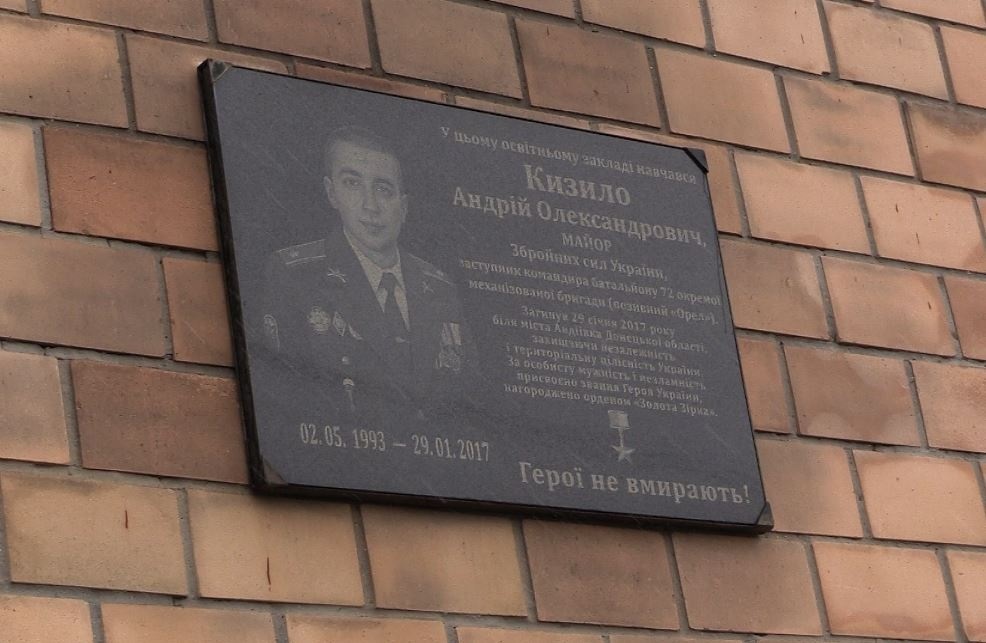 У цьому освітньому закладі навчався
Кизило
Андрій Олександрович,
майор
Збройних сил України,
заступник командира батальйону 72 окремої
механізованої бригади (позивний «Орел»).
Загинув 29 січня 2017 року
біля міста Авдіївка Донецької області,
захищаючи незалежність
і територіальну цілісність України.
За особисту мужність і незламність
присвоєно звання Героя України,
нагороджено орденом «Золота Зірка».
02.05. 1993 – 29.01.2017
Герої не вмирають!